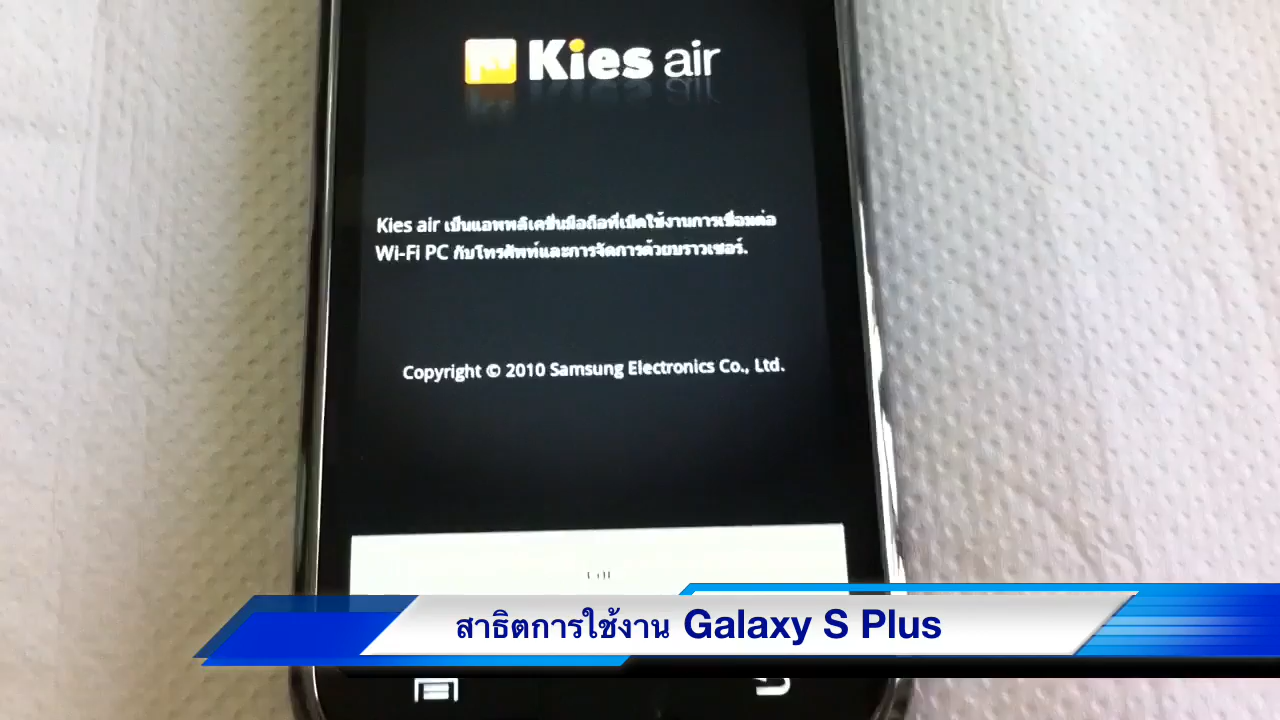 Kies air
Kies air เป็นแอพพลิเคชั่นมือถือที่เปิดใช้งานการเชื่อมต่อ
Wi-Fi PC กับโทรศัพท์และการจัดการด้วยบราวเซอร์.
Copyright © 2010 Samsung Electronics Co., Ltd.
สาธิตการใช้งาน Galaxy S Plus